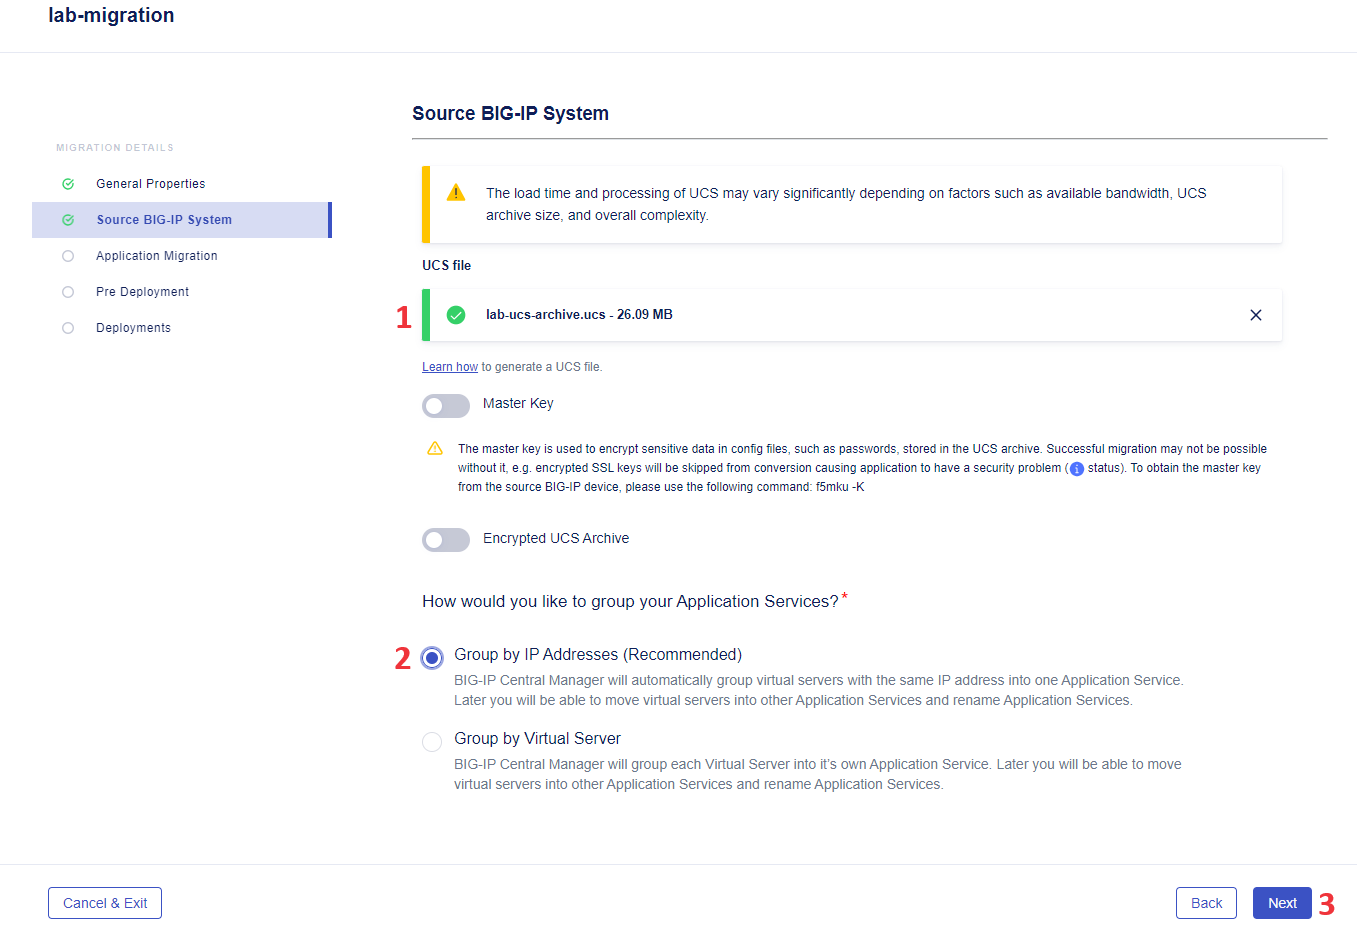 lab-migration
Source BIG-IP System
MIGRATION DETAILS
General Properties
Source BIG-IP System
Application Migration
Pre Deployment
Deployments
The load time and processing of UCS may vary significantly depending on factors such as available bandwidth, UCS
archive size, and overall complexity.
UCS file
1
lab-ucs-archive.ucs - 26.09 MB
Learn how to generate a UCS file.
Master Key
The master key is used to encrypt sensitive data in config files, such as passwords, stored in the UCS archive. Successful migration may not be possible
without it, e.g. encrypted SSL keys will be skipped from conversion causing application to have a security problem (i status). To obtain the master key
from the source BIG-IP device, please use the following command: f5mku -K
Encrypted UCS Archive
How would you like to group your Application Services?*
2
Group by IP Addresses (Recommended)
BIG-IP Central Manager will automatically group virtual servers with the same IP address into one Application Service.
Later you will be able to move virtual servers into other Application Services and rename Application Services.
Group by Virtual Server
BIG-IP Central Manager will group each Virtual Server into it's own Application Service. Later you will be able to move
virtual servers into other Application Services and rename Application Services.
Cancel & Exit
Back
Next
3